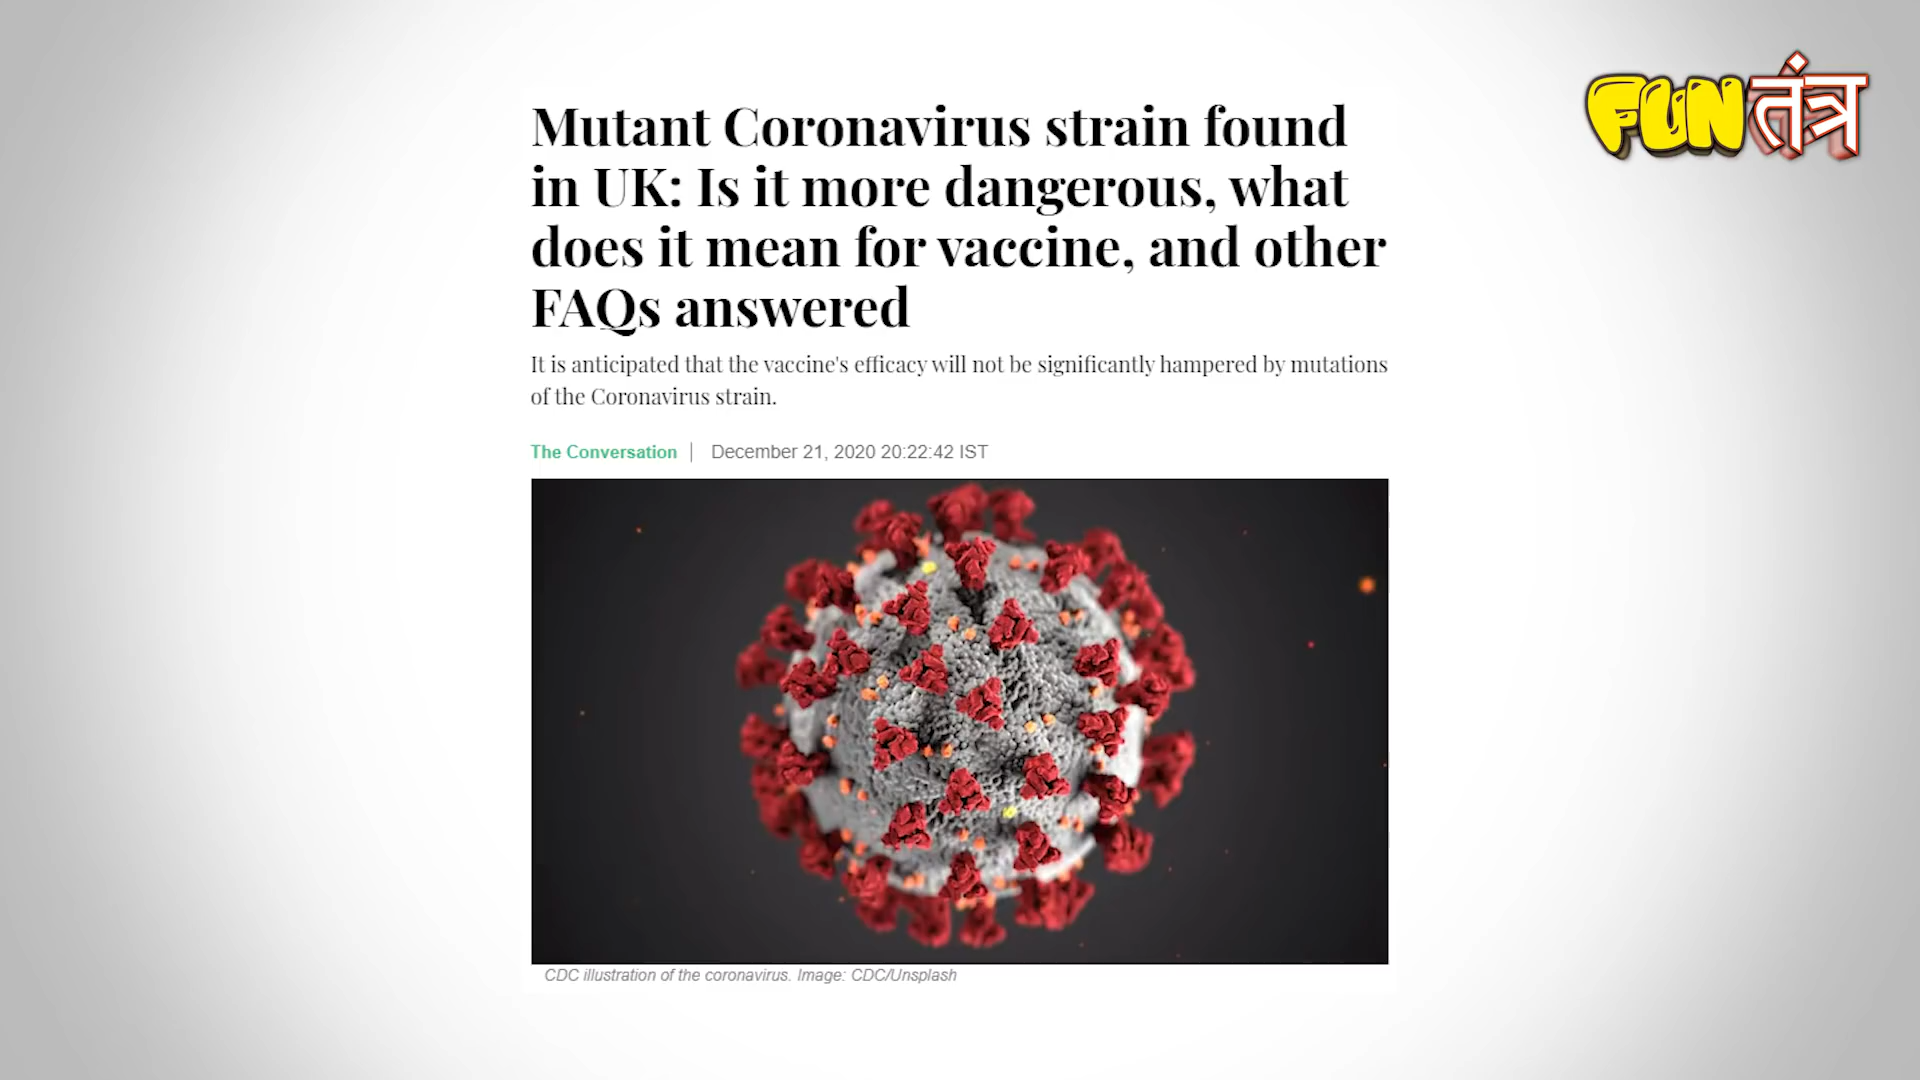 FUNतंत्र
Mutant Coronavirus strain found
in UK: Is it more dangerous, what
does it mean for vaccine, and other
FAQs answered
It is anticipated that the vaccine's efficacy will not be significantly hampered by mutations
of the Coronavirus strain.
The Conversation | December 21, 2020 20:22:42 IST
CDC illustration of the coronavirus. Image: CDC/Unsplash